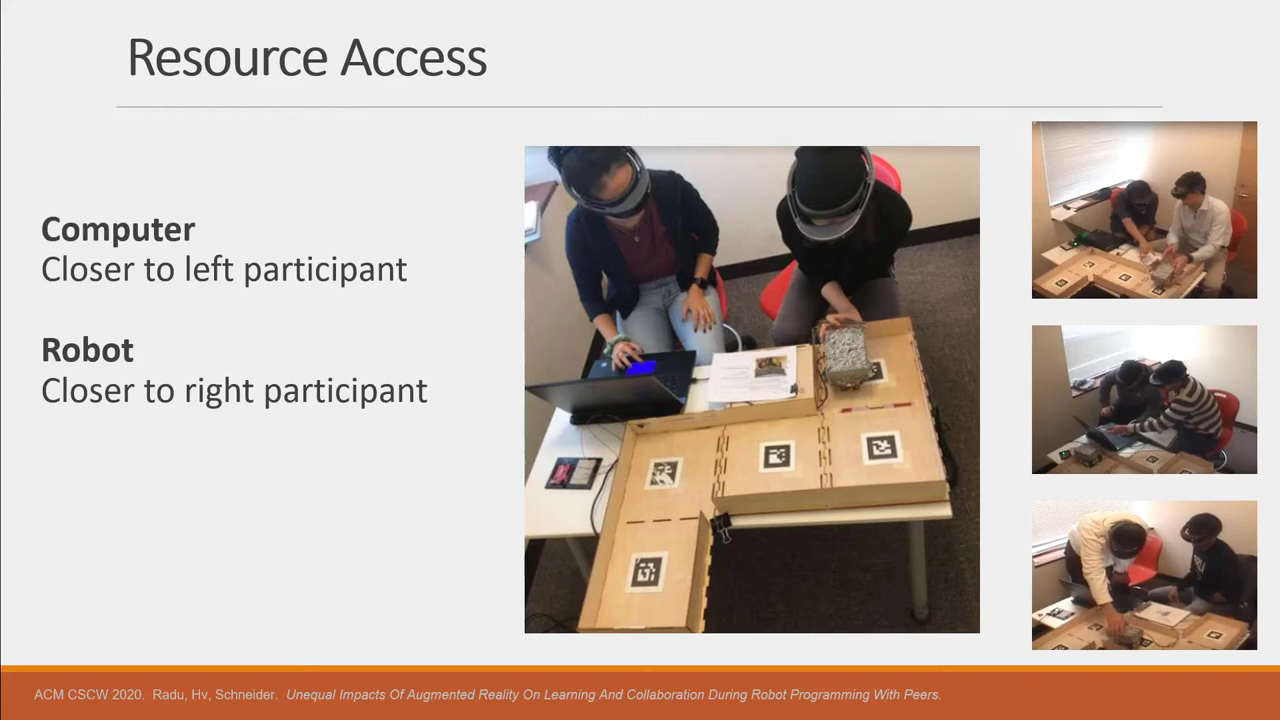 Resource Access
Computer
Closer to left participant
Robot
Closer to right participant
ACM CSCW 2020. Radu, Hv, Schneider. Unequal Impacts Of Augmented Reality On Learning And Collaboration During Robot Programming With Peers.